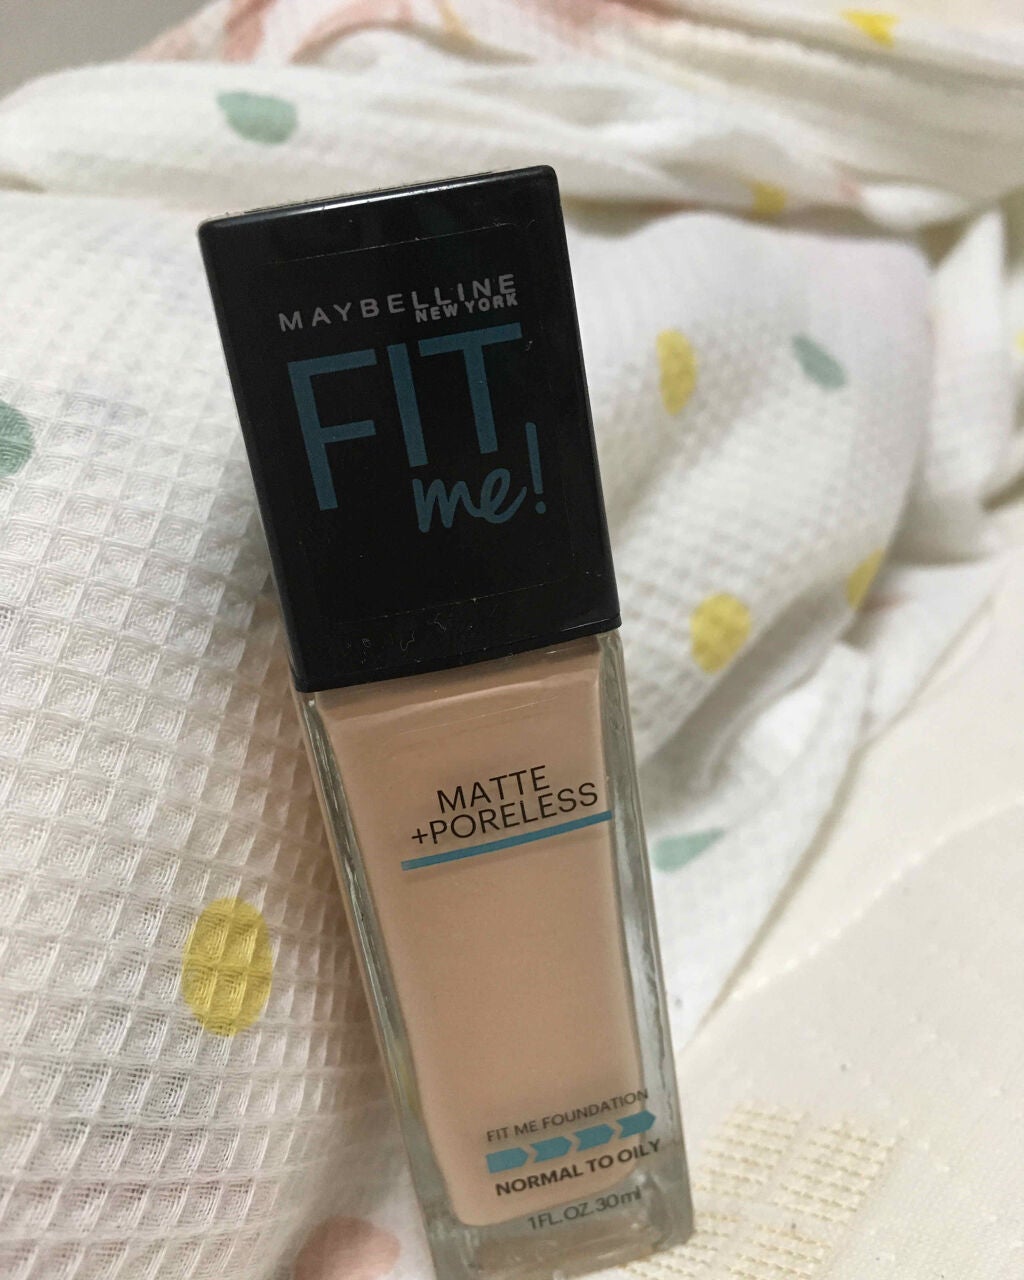 MAYBELLINE
NEW YORK
FIT
me!
MATTE
+PORELESS
FIT ME FOUNDATION
NORMAL TO OILY
1FL.OZ.30ml